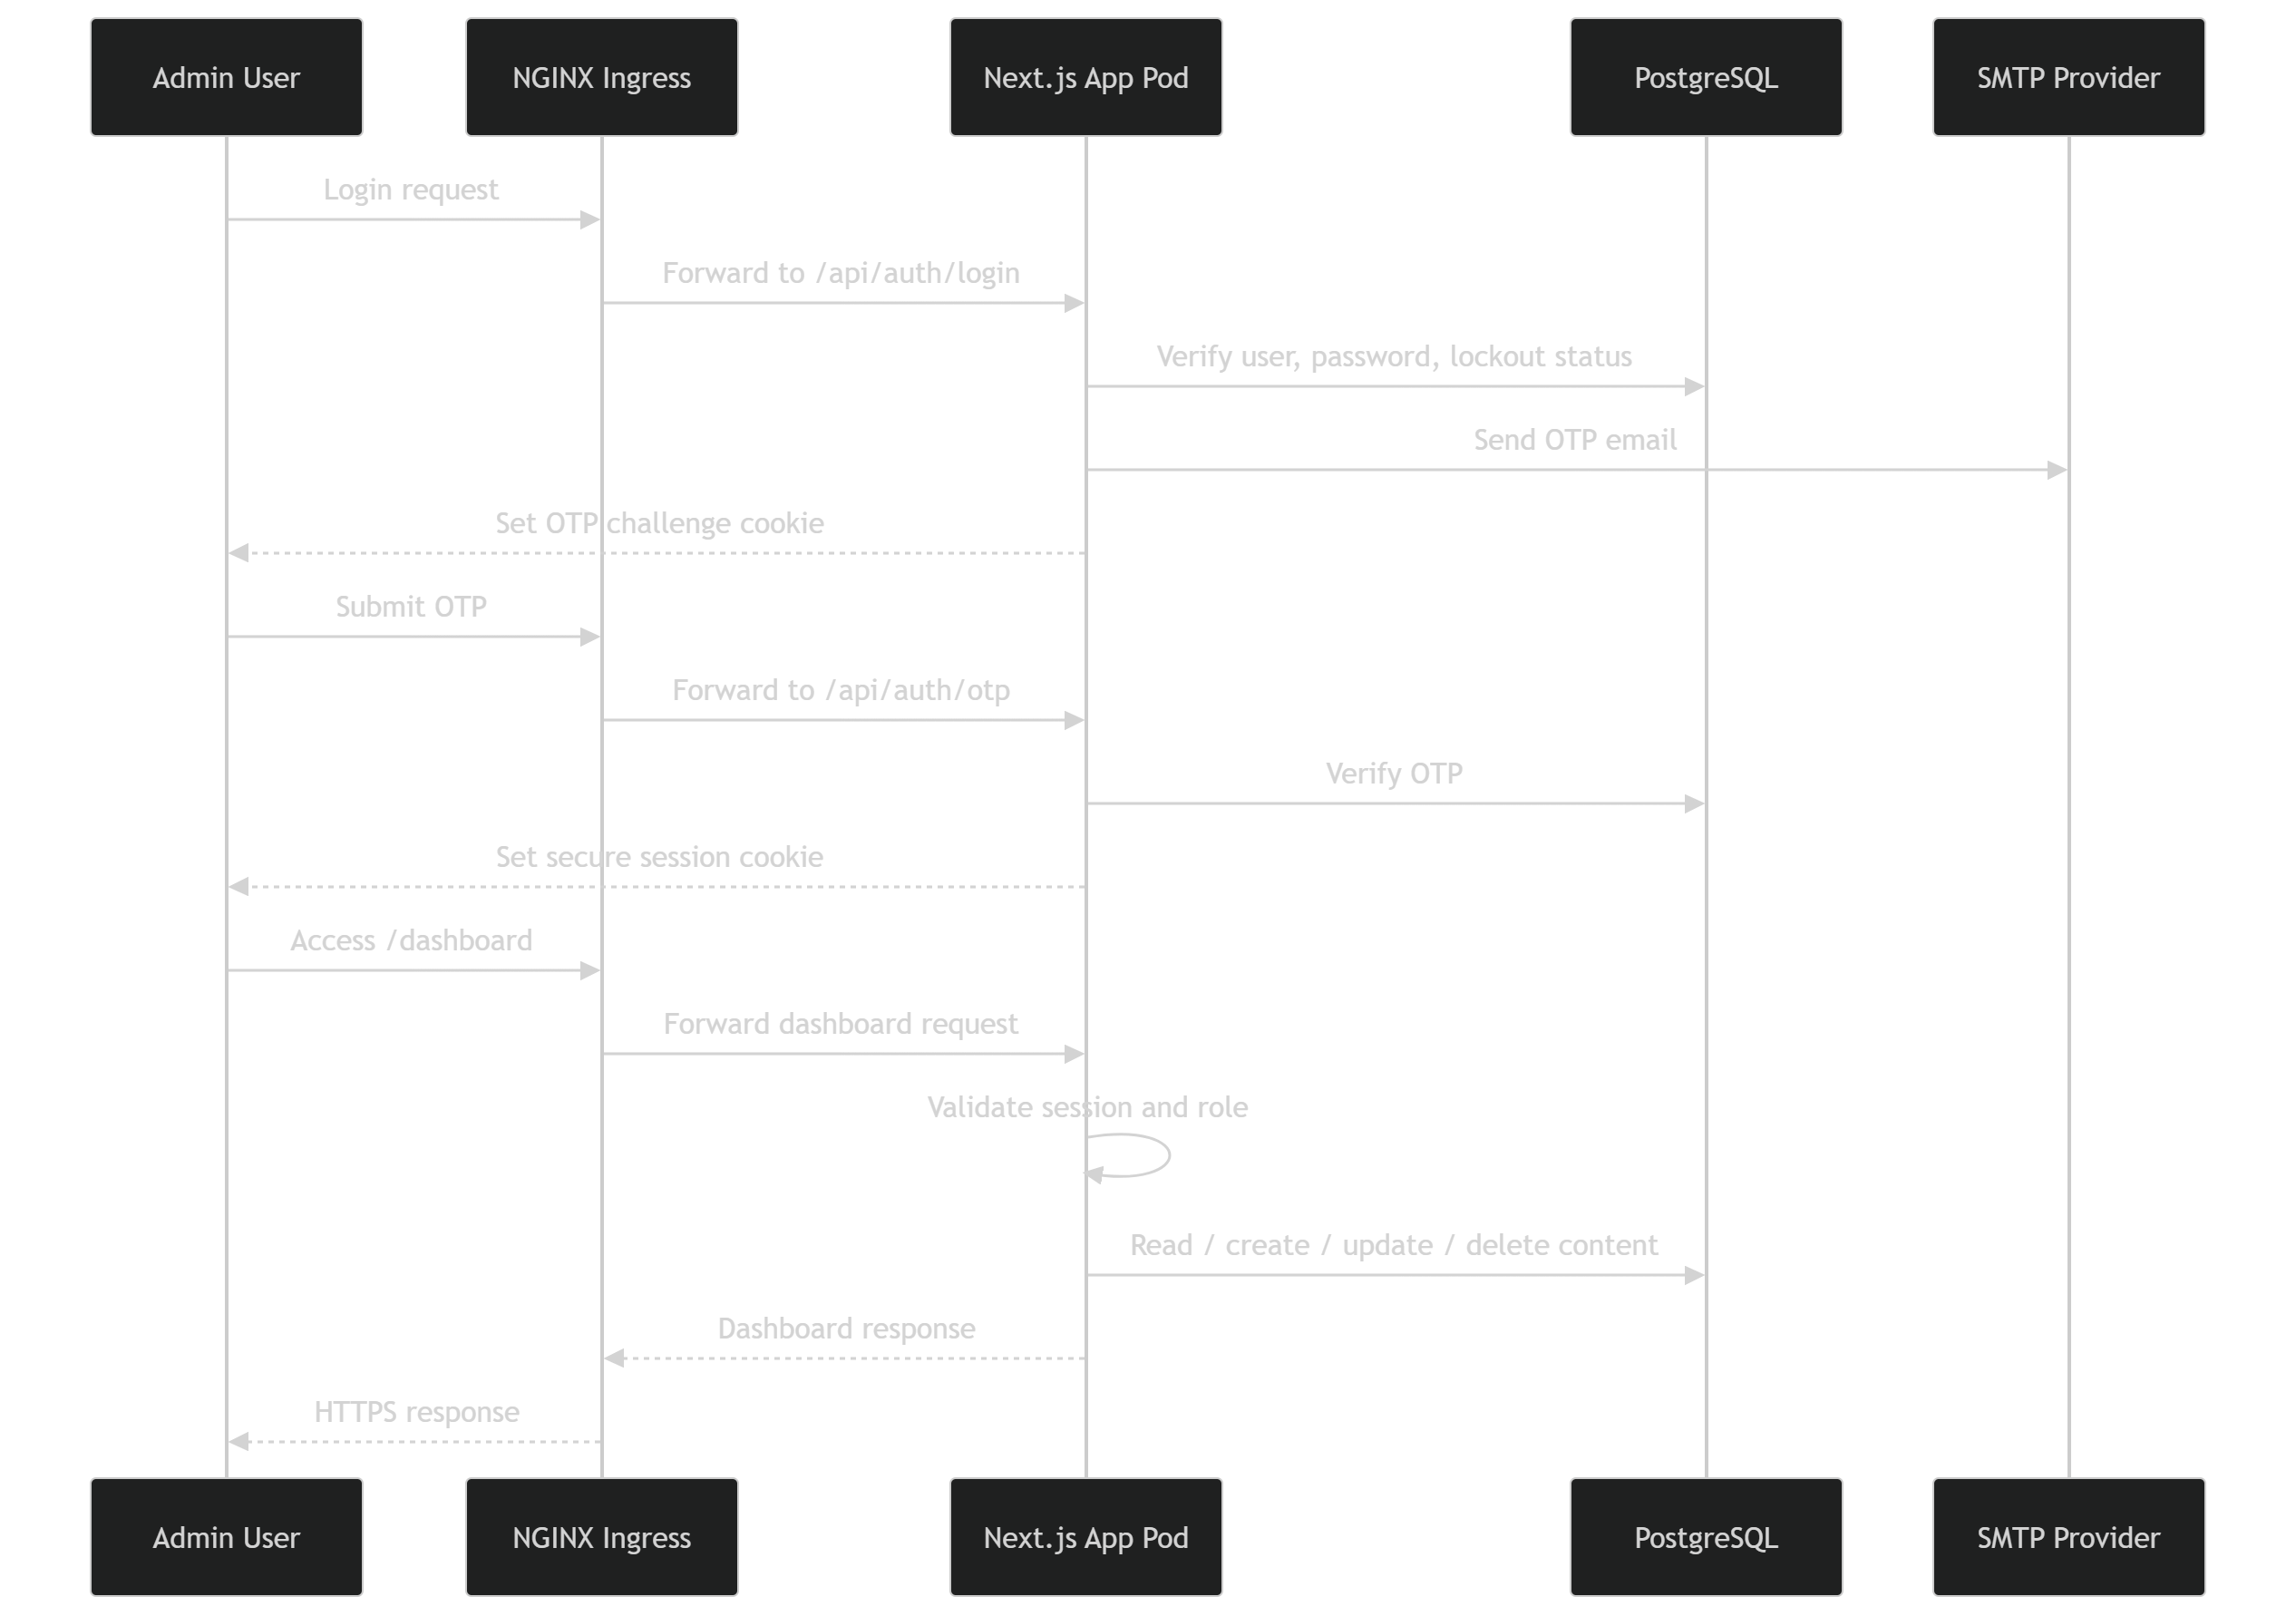 Admin User
NGINX Ingress
Next.js App Pod
PostgreSQL
SMTP Provider
Login request
Forward to /api/auth/login
Verify user, password, lockout status
Send OTP email
Set OTP challenge cookie
Submit OTP
Forward to /api/auth/otp
Verify OTP
Set secure session cookie
Access /dashboard
Forward dashboard request
Validate session and role
Read / create / update / delete content
Dashboard response
HTTPS response
Admin User
NGINX Ingress
Next.js App Pod
PostgreSQL
SMTP Provider